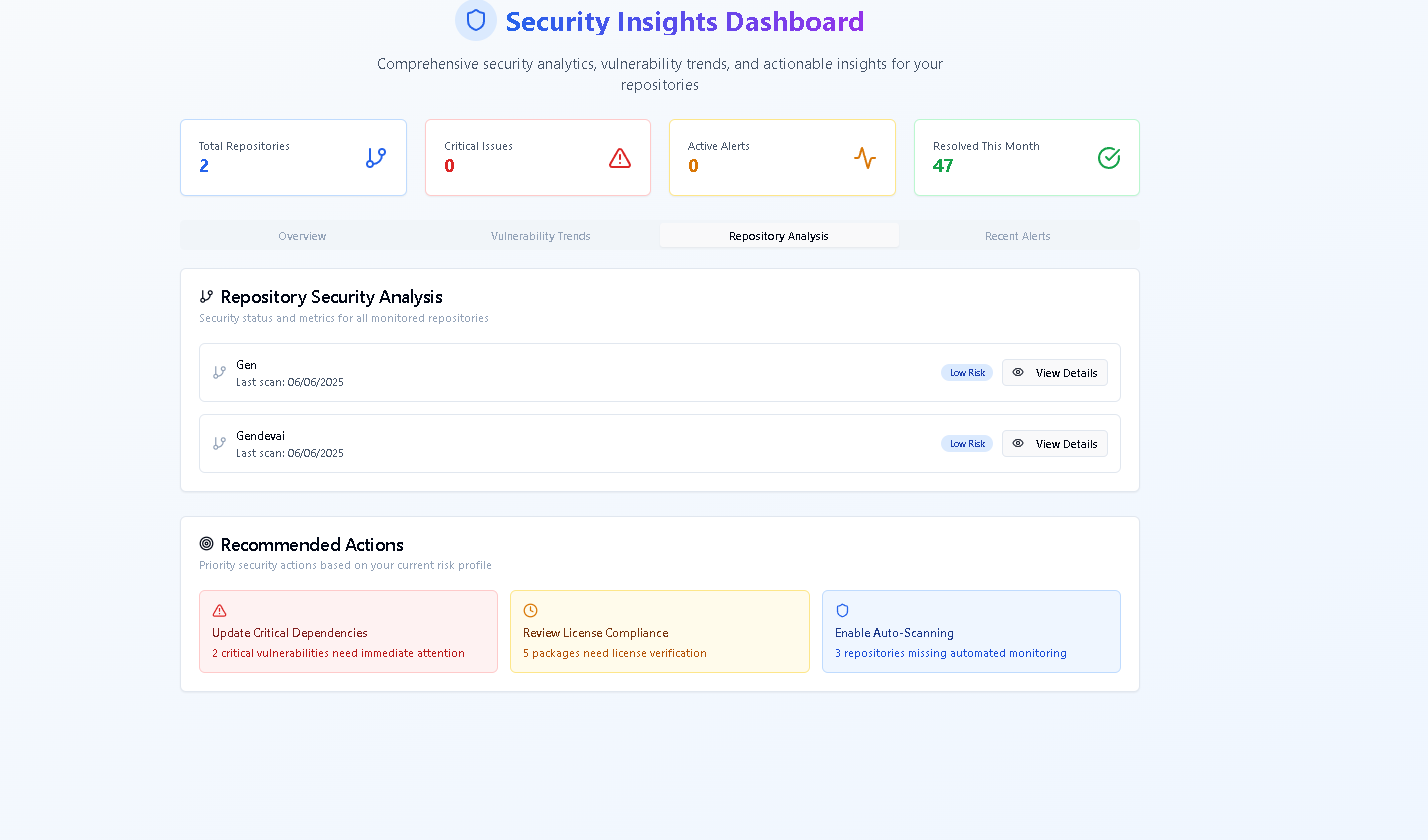 Security Insights Dashboard
Comprehensive security analytics, vulnerability trends, and actionable insights for your
repositories
Total Repositories
2
Critical Issues
0
Active Alerts
0
Resolved This Month
47
Overview
Vulnerability Trends
Repository Analysis
Recent Alerts
Repository Security Analysis
Security status and metrics for all monitored repositories
Gen
Last scan: 06/06/2025
Low Risk
View Details
Gendevai
Last scan: 06/06/2025
Low Risk
View Details
Recommended Actions
Priority security actions based on your current risk profile
Update Critical Dependencies
2 critical vulnerabilities need immediate attention
Review License Compliance
5 packages need license verification
Enable Auto-Scanning
3 repositories missing automated monitoring